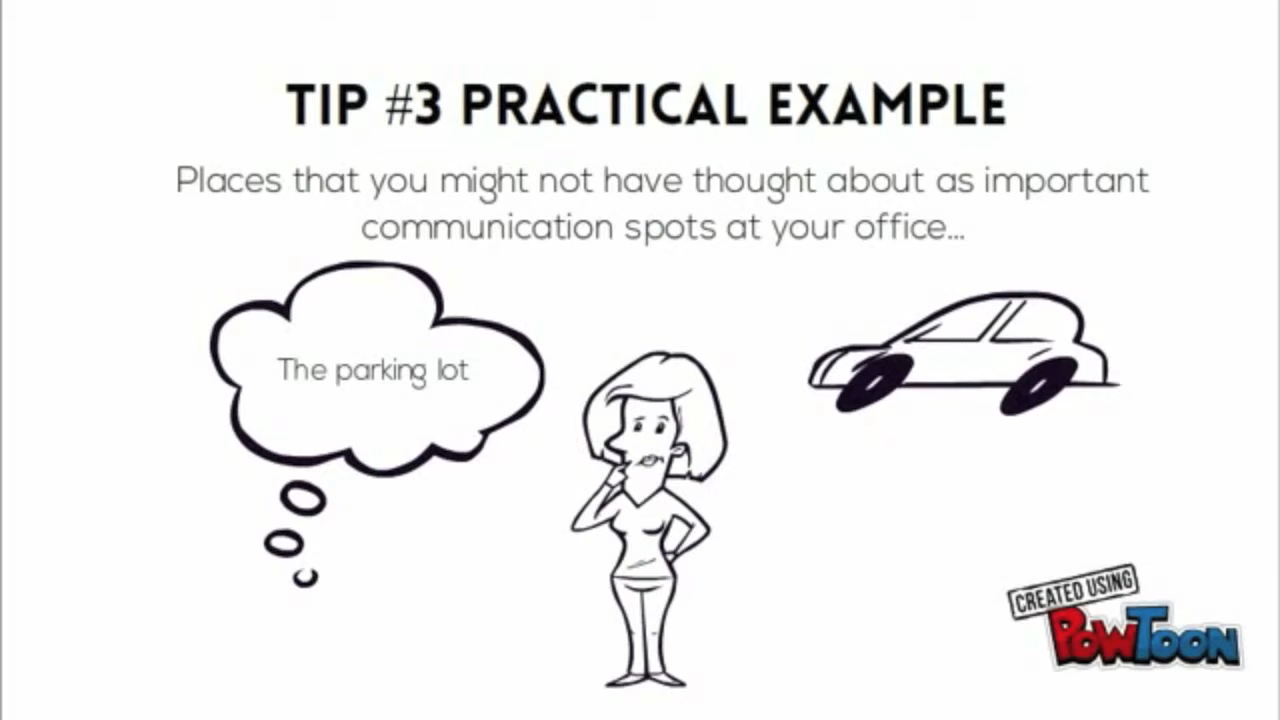 TIP #3 PRACTICAL EXAMPLE
Places that you might not have thought about as important
communication spots at your office...
The parking lot
CREATED USING
POWTOON